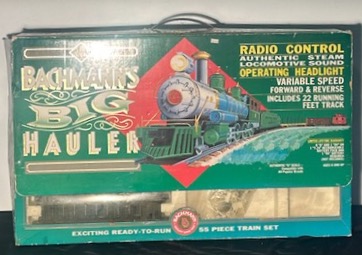 RADIO CONTROL
AUTHENTIC STEAM
LOCOMOTIVE SOUND
OPERATING HEADLIGHT
VARIABLE SPEED
FORWARD & REVERSE
INCLUDES 22 RUNNING
FEET TRACK
BACHMANN'S
BIG
HAULER
EXCITING READY-TO-RUN
BACHMANN
55 PIECE TRAIN SET